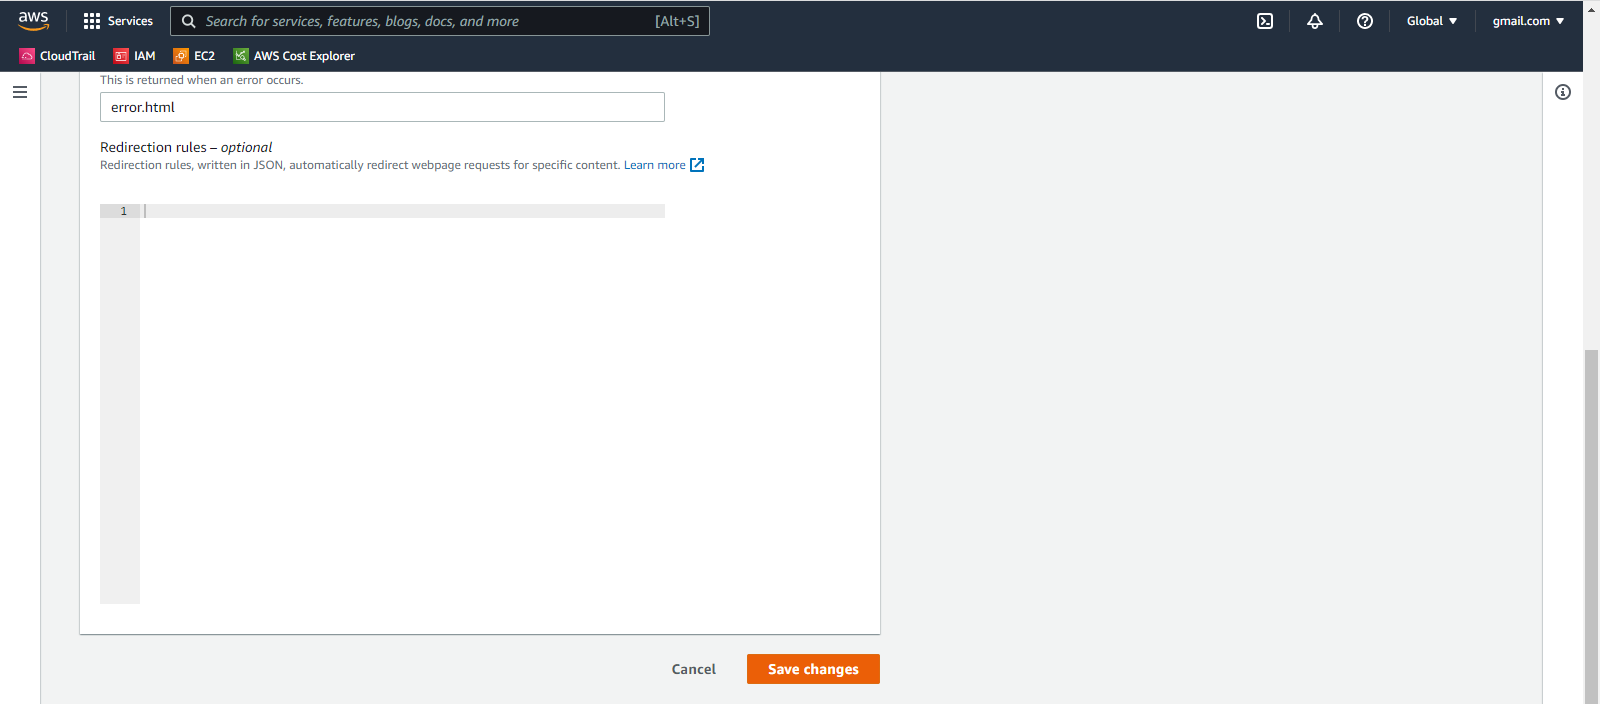 aws
Services
Search for services, features, blogs, docs, and more [Alt+S]
Global
gmail.com
CloudTrail IAM EC2 AWS Cost Explorer
This is returned when an error occurs.
error.html
Redirection rules – optional
Redirection rules, written in JSON, automatically redirect webpage requests for specific content. Learn more
1
Cancel Save changes